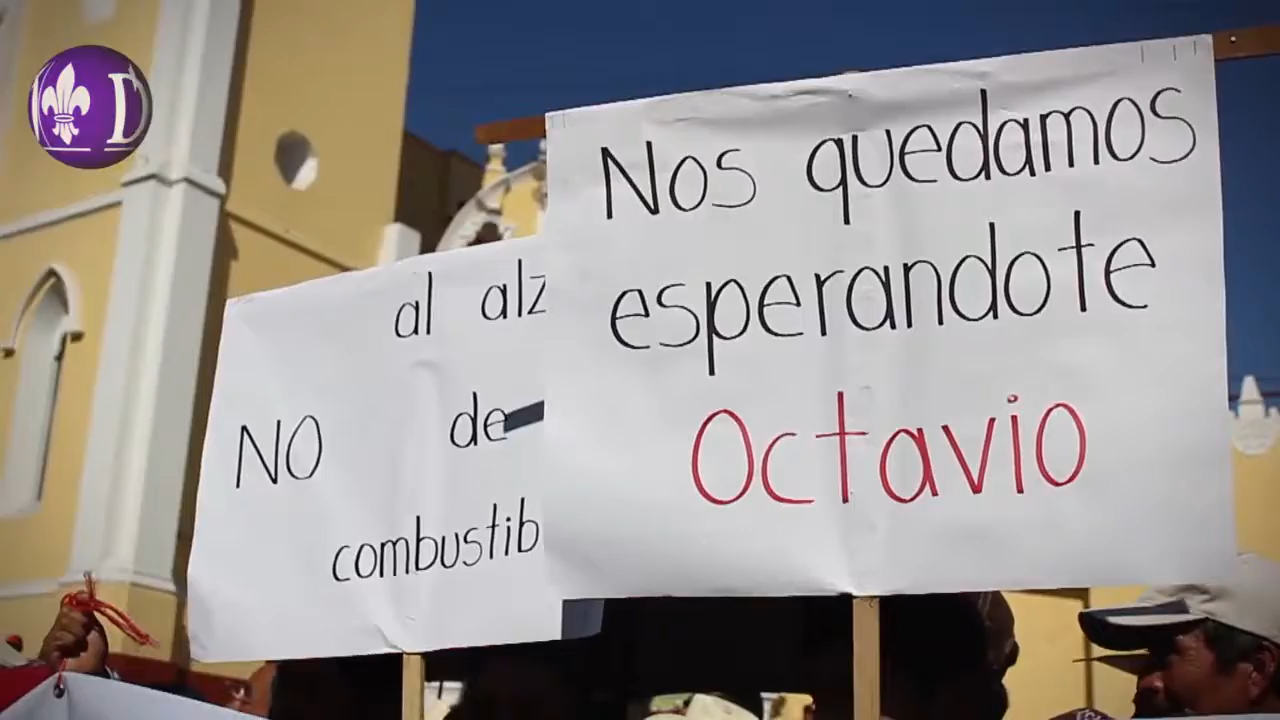 D
al alz
NO de
combustib
Nos quedamos
esperandote
Octavio